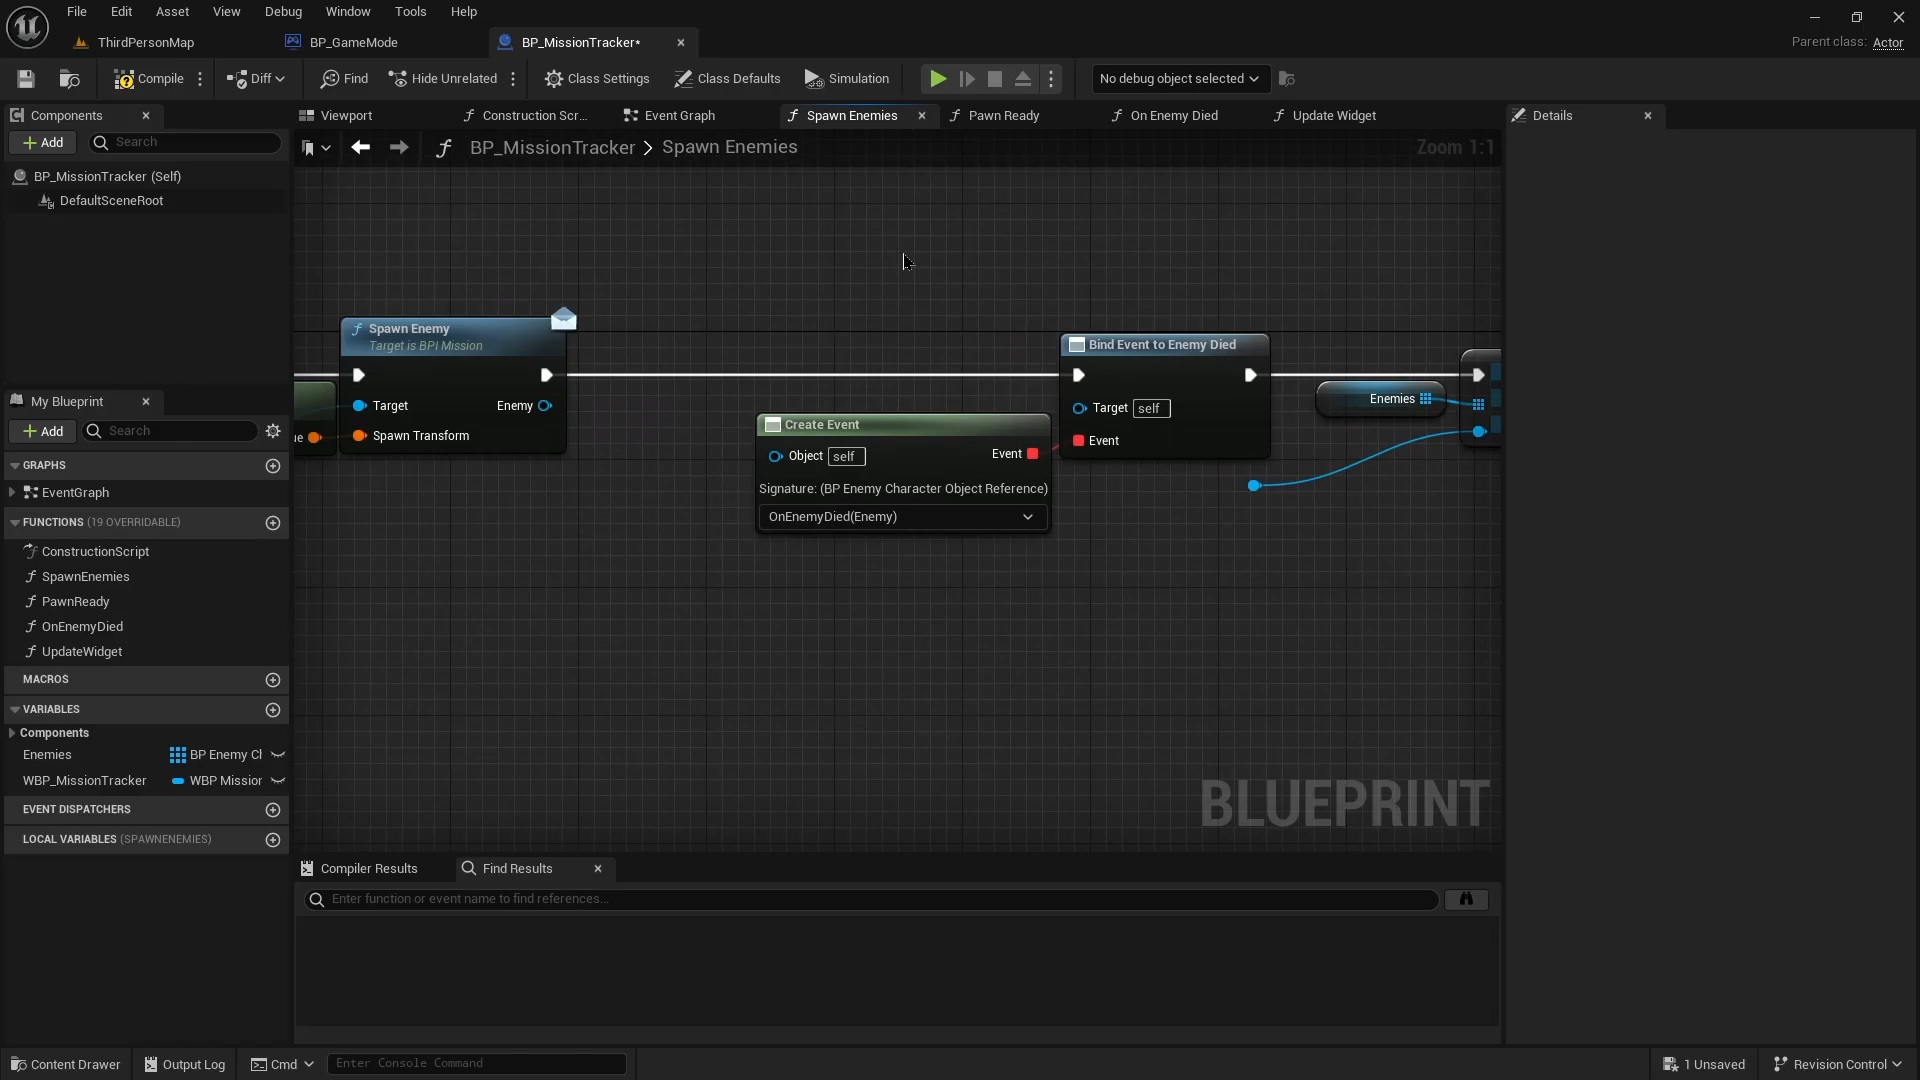 File Edit Asset View Debug Window Tools Help
ThirdPersonMap BP_GameMode BP_MissionTracker*
Parent class: Actor
Compile Diff Find Hide Unrelated Class Settings Class Defaults Simulation No debug object selected
Components Viewport Construction Scr... Event Graph Spawn Enemies Pawn Ready On Enemy Died Update Widget Details
Add Search
BP_MissionTracker > Spawn Enemies Zoom 1:1
BP_MissionTracker (Self)
DefaultSceneRoot
My Blueprint
Add Search
GRAPHS
EventGraph
FUNCTIONS (19 OVERRIDABLE)
ConstructionScript
SpawnEnemies
PawnReady
OnEnemyDied
UpdateWidget
MACROS
VARIABLES
Components
Enemies BP Enemy Cl
WBP_MissionTracker WBP Mission
EVENT DISPATCHERS
LOCAL VARIABLES (SPAWNENEMIES)
ue
Spawn Enemy
Target is BPI Mission
Target Enemy
Spawn Transform
Create Event
Object self Event
Signature: (BP Enemy Character Object Reference)
OnEnemyDied(Enemy)
Bind Event to Enemy Died
Target self
Event
Enemies
BLUEPRINT
Compiler Results Find Results
Enter function or event name to find references...
Content Drawer Output Log Cmd Enter Console Command 1 Unsaved Revision Control